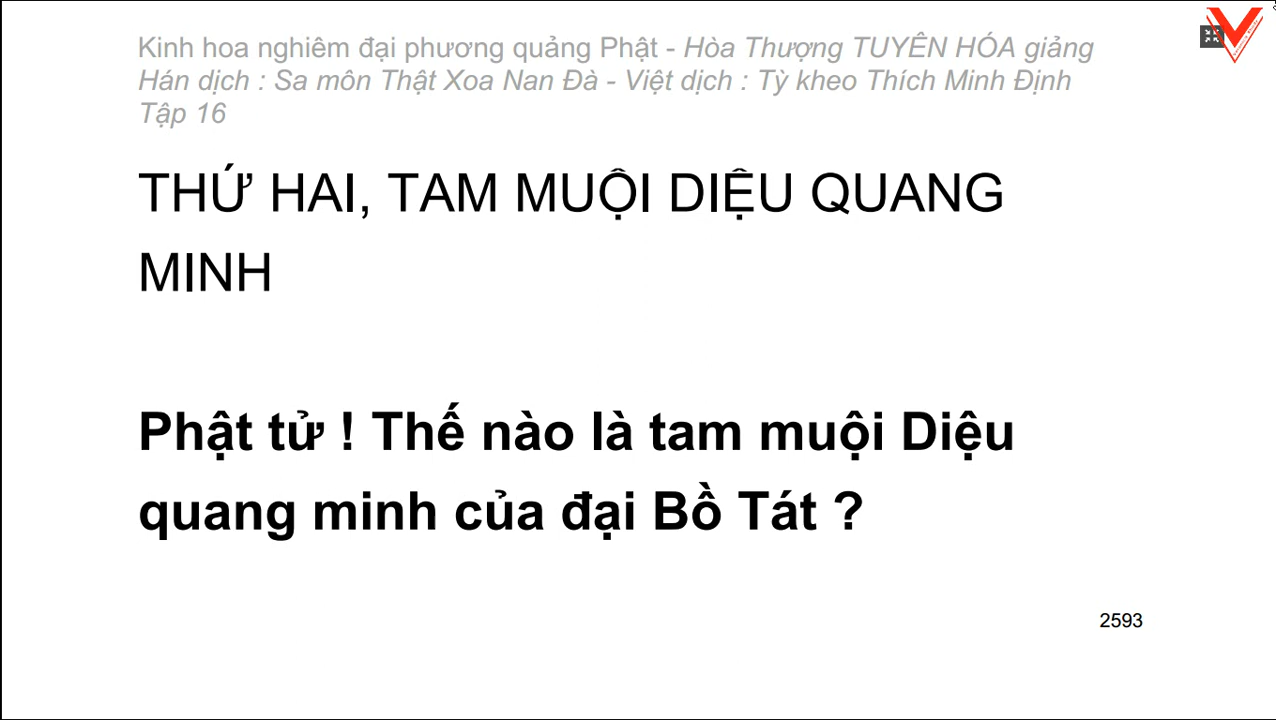 Kinh hoa nghiêm đại phương quảng Phật - Hòa Thượng TUYÊN HÓA giảng
Hán dịch : Sa môn Thật Xoa Nan Đà - Việt dịch : Tỳ kheo Thích Minh Định
Tập 16
THỨ HAI, TAM MUỘI DIỆU QUANG
MINH
Phật tử ! Thế nào là tam muội Diệu
quang minh của đại Bồ Tát ?
2593